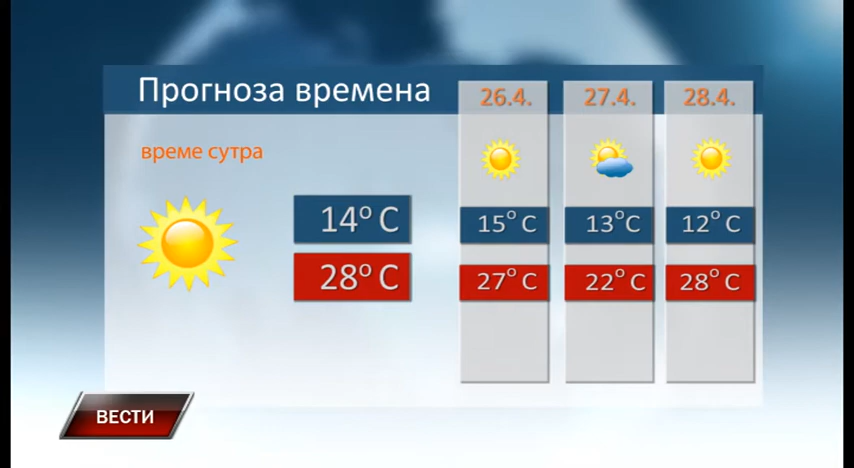 Прогноза времена
време сутра
14° C
28° C
26.4. 27.4. 28.4.
15° C 13°C 12° C
27° C 22° C 28° C
ВЕСТИ